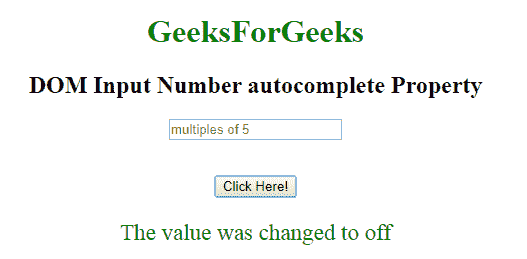 GeeksForGeeks
DOM Input Number autocomplete Property
multiples of 5
Click Here!
The value was changed to off